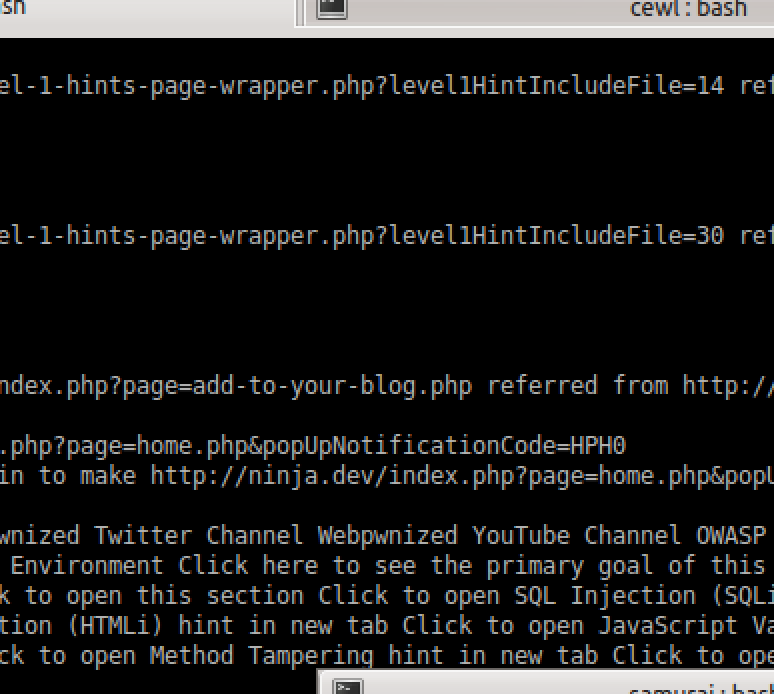 sh
cewl : bash
el-1-hints-page-wrapper.php?level1HintIncludeFile=14 ref
el-1-hints-page-wrapper.php?level1HintIncludeFile=30 ref
ndex.php?page=add-to-your-blog.php referred from http://
.php?page=home.php&popUpNotificationCode=HPH0
in to make http://ninja.dev/index.php?page=home.php&popU
wnized Twitter Channel Webpwnized YouTube Channel OWASP
Environment Click here to see the primary goal of this
k to open this section Click to open SQL Injection (SQLi
tion (HTMLi) hint in new tab Click to open JavaScript Va
ck to open Method Tampering hint in new tab Click to ope
samurai : bash